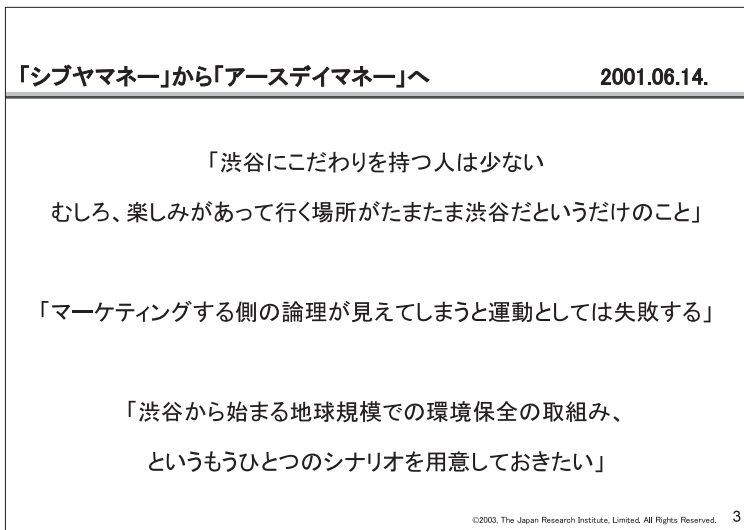 「シブヤマネー」から「アースデイマネー」へ 2001.06.14.
「渋谷にこだわりを持つ人は少ない
むしろ、楽しみがあって行く場所がたまたま渋谷だというだけのこと」
「マーケティングする側の論理が見えてしまうと運動としては失敗する」
「渋谷から始まる地球規模での環境保全の取組み、
というもうひとつのシナリオを用意しておきたい」
©2003, The Japan Research Institute, Limited. All Rights Reserved. 3